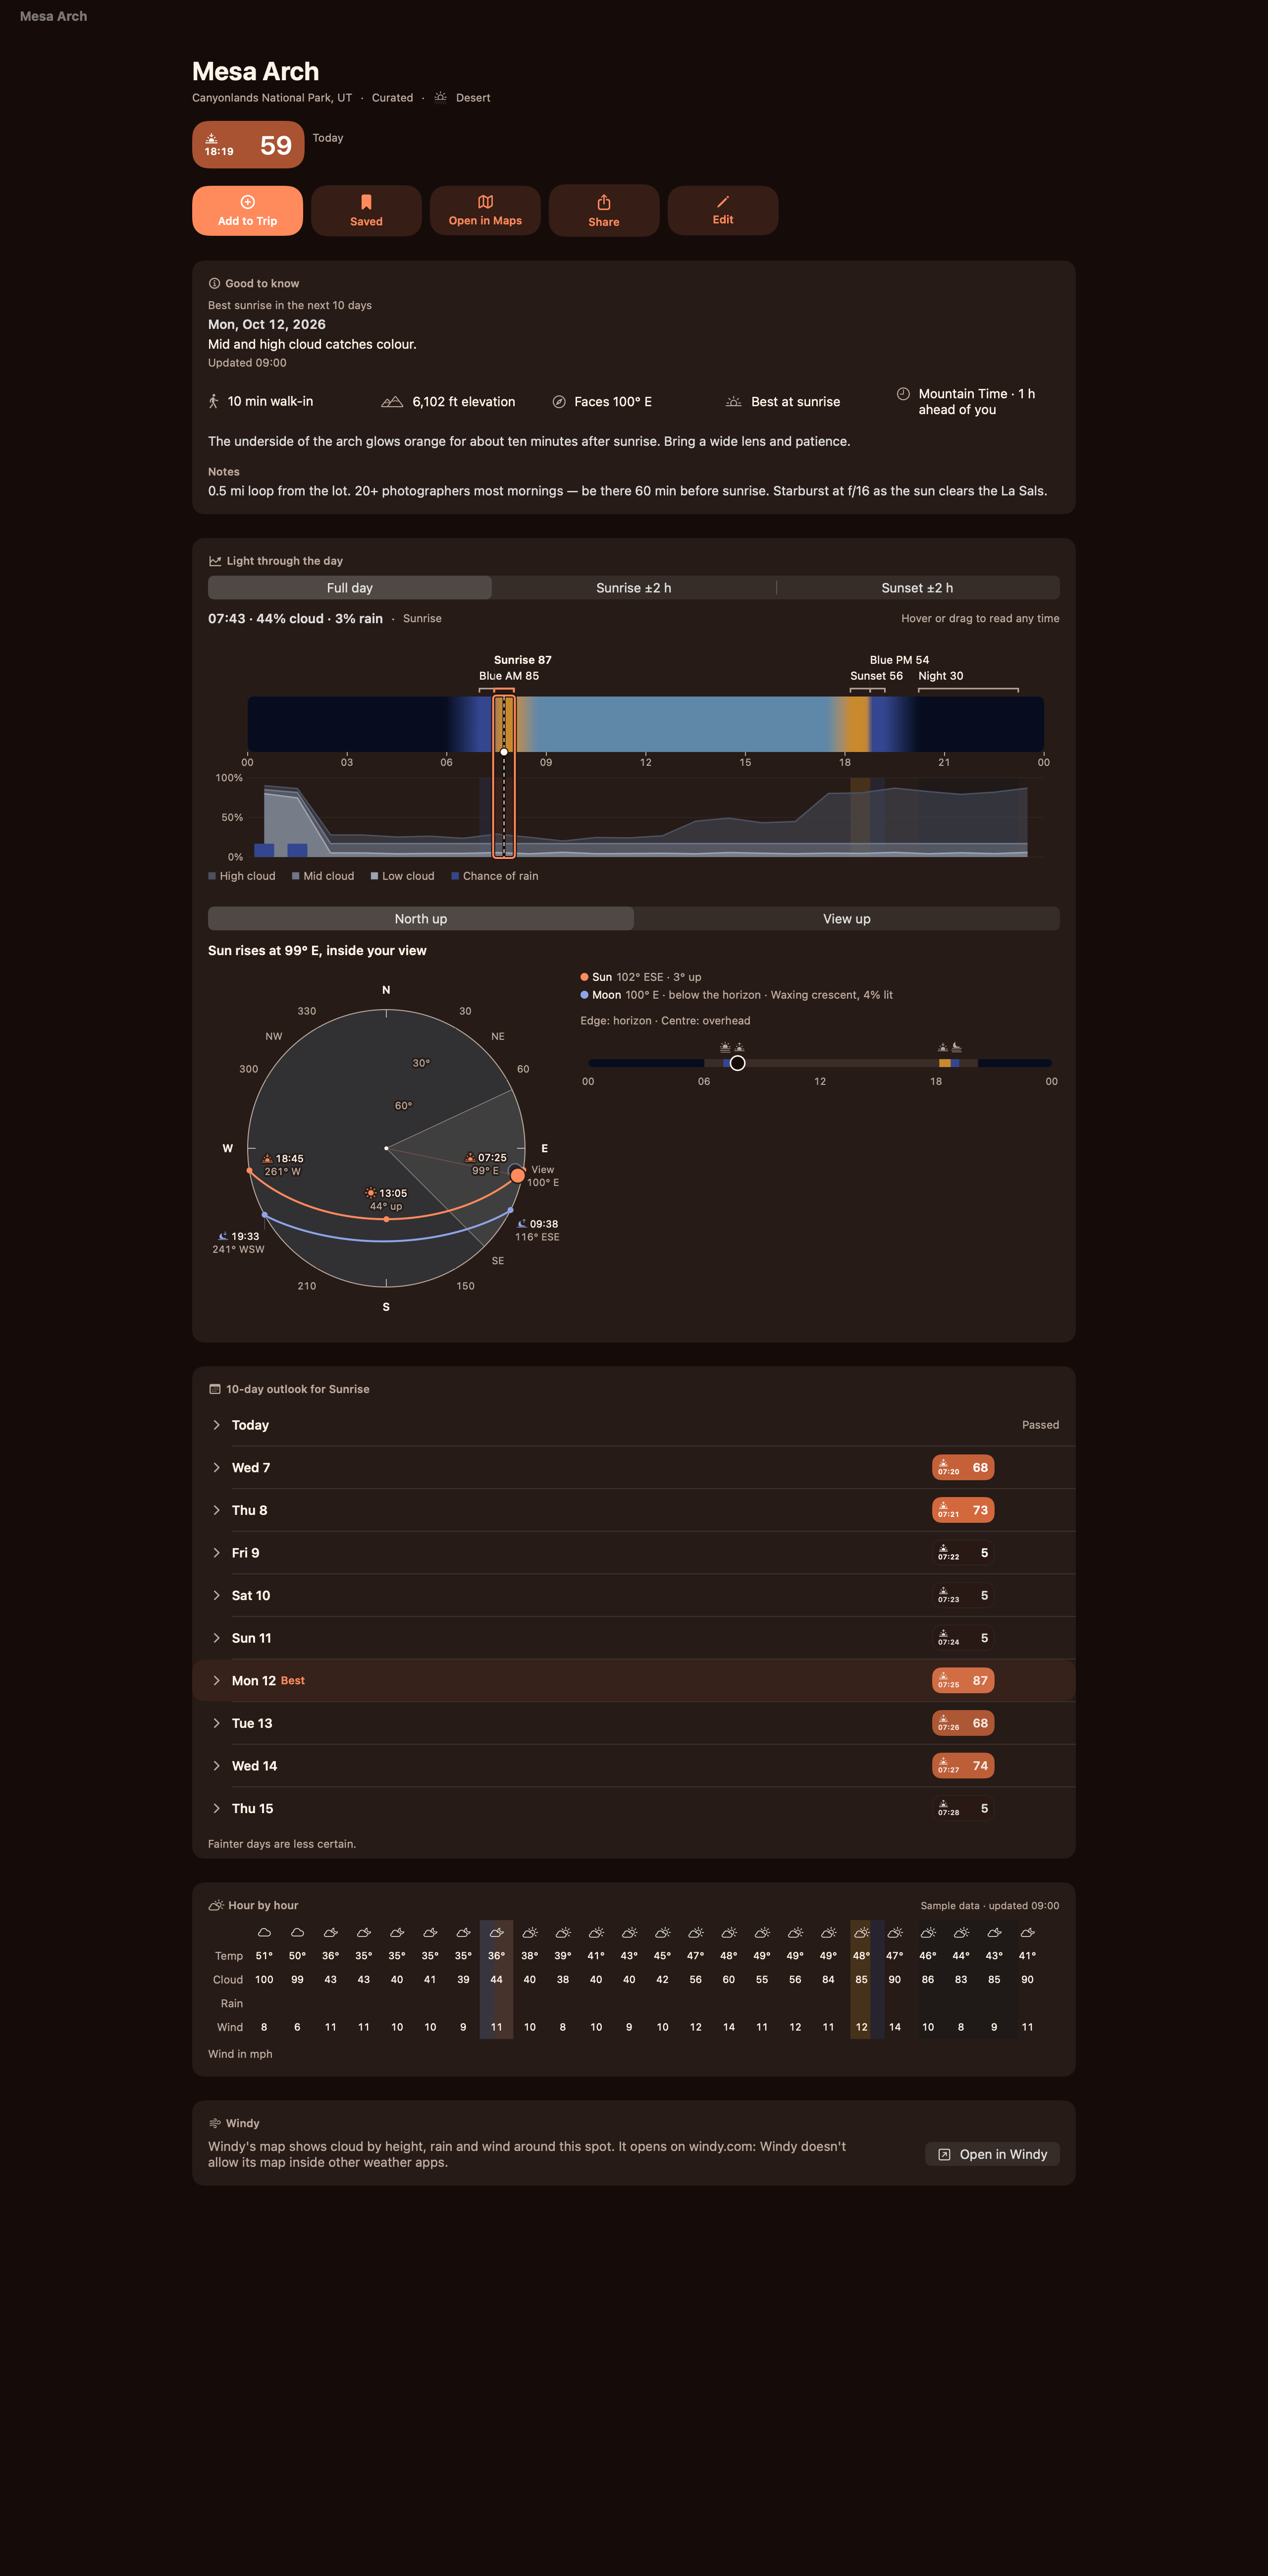 Mesa Arch
Mesa Arch
Canyonlands National Park, UT · Curated · Desert
18:19 59 Today
Add to Trip
Saved
Open in Maps
Share
Edit
Good to know
Best sunrise in the next 10 days
Mon, Oct 12, 2026
Mid and high cloud catches colour.
Updated 09:00
10 min walk-in
6,102 ft elevation
Faces 100° E
Best at sunrise
Mountain Time · 1 h
ahead of you
The underside of the arch glows orange for about ten minutes after sunrise. Bring a wide lens and patience.
Notes
0.5 mi loop from the lot. 20+ photographers most mornings — be there 60 min before sunrise. Starburst at f/16 as the sun clears the La Sals.
Light through the day
Full day Sunrise ±2 h Sunset ±2 h
07:43 · 44% cloud · 3% rain · Sunrise Hover or drag to read any time
Sunrise 87 Blue PM 54
Blue AM 85 Sunset 56 Night 30
00 03 06 09 12 15 18 21 00
100%
50%
0%
High cloud Mid cloud Low cloud Chance of rain
North up View up
Sun rises at 99° E, inside your view
Sun 102° ESE · 3° up
Moon 100° E · below the horizon · Waxing crescent, 4% lit
Edge: horizon · Centre: overhead
00 06 12 18 00
N
330 30
NW NE
300 30° 60
60°
W E
18:45 07:25
261° W 99° E
View
100° E
13:05
44° up
19:33 09:38
241° WSW 116° ESE
SE
210 150
S
10-day outlook for Sunrise
Today Passed
Wed 7 07:20 68
Thu 8 07:21 73
Fri 9 07:22 5
Sat 10 07:23 5
Sun 11 07:24 5
Mon 12 Best 07:25 87
Tue 13 07:26 68
Wed 14 07:27 74
Thu 15 07:28 5
Fainter days are less certain.
Hour by hour Sample data · updated 09:00
Temp 51° 50° 36° 35° 35° 35° 35° 36° 38° 39° 41° 43° 45° 47° 48° 49° 49° 49° 48° 47° 46° 44° 43° 41°
Cloud 100 99 43 43 40 41 39 44 40 38 40 40 42 56 60 55 56 84 85 90 86 83 85 90
Rain
Wind 8 6 11 11 10 10 9 11 10 8 10 9 10 12 14 11 12 11 12 14 10 8 9 11
Wind in mph
Windy
Windy's map shows cloud by height, rain and wind around this spot. It opens on windy.com: Windy doesn't
allow its map inside other weather apps.
Open in Windy